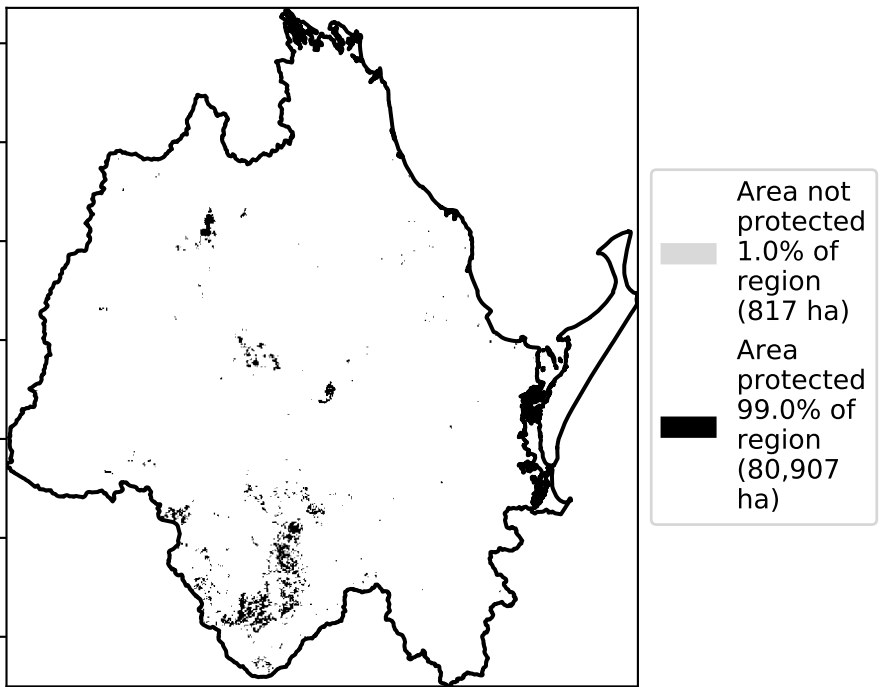 Area not
protected
1.0% of
region
(817 ha)
Area
protected
99.0% of
region
(80,907
ha)